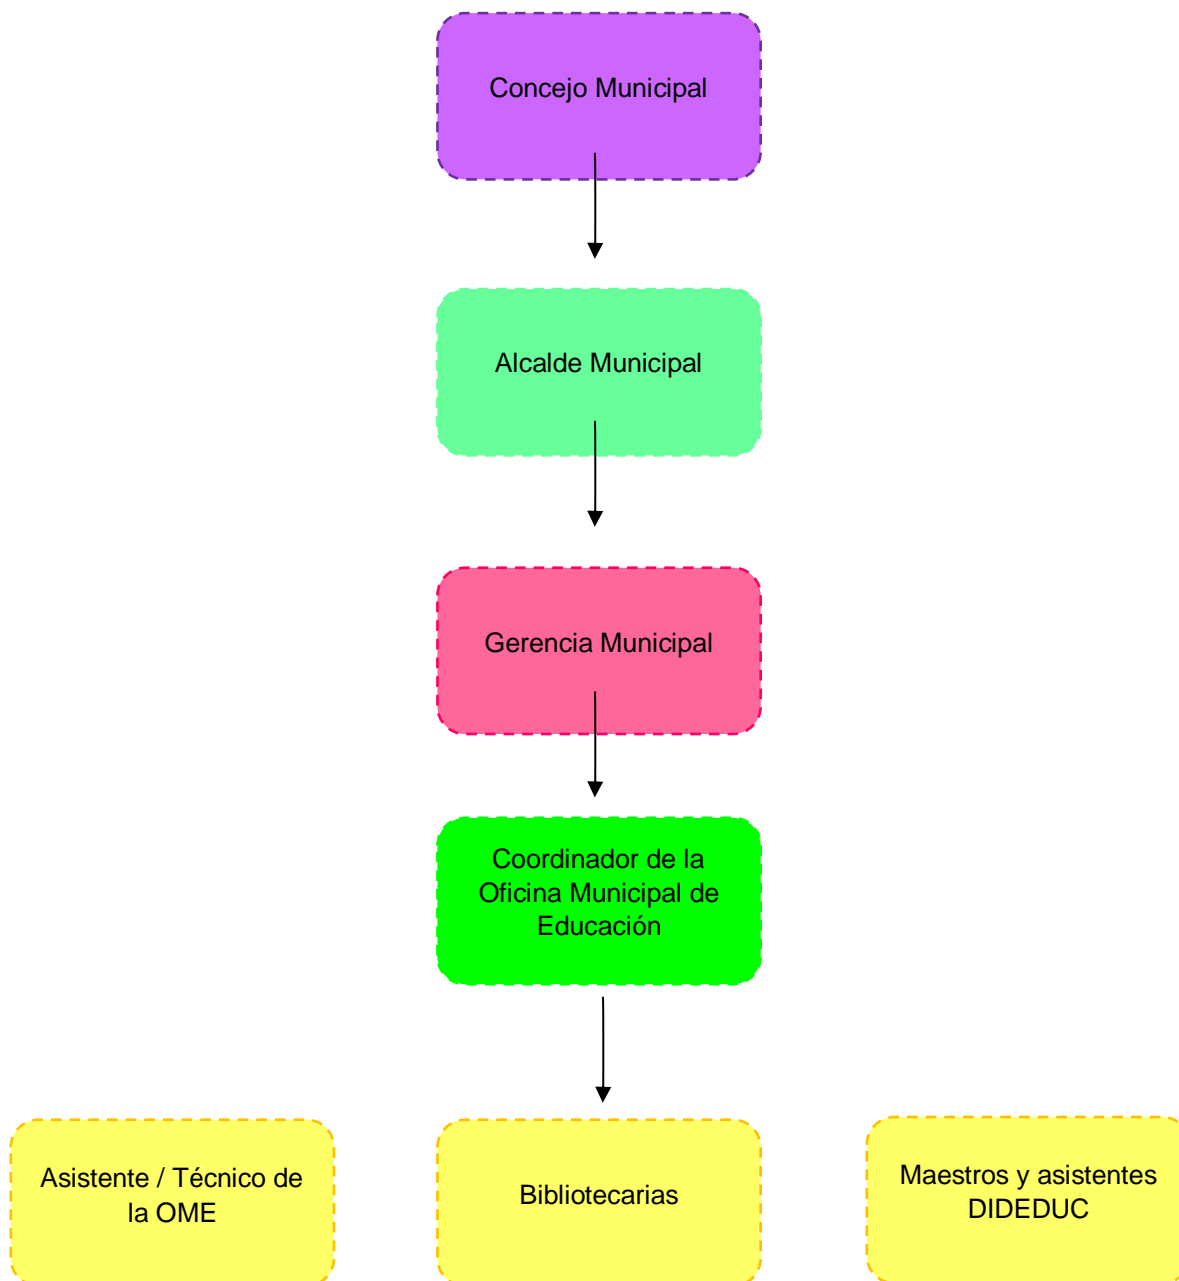 Concejo Municipal
Alcalde Municipal
Gerencia Municipal
Coordinador de la
Oficina Municipal de
Educación
Asistente / Técnico de
la OME
Bibliotecarias
Maestros y asistentes
DIDEDUC